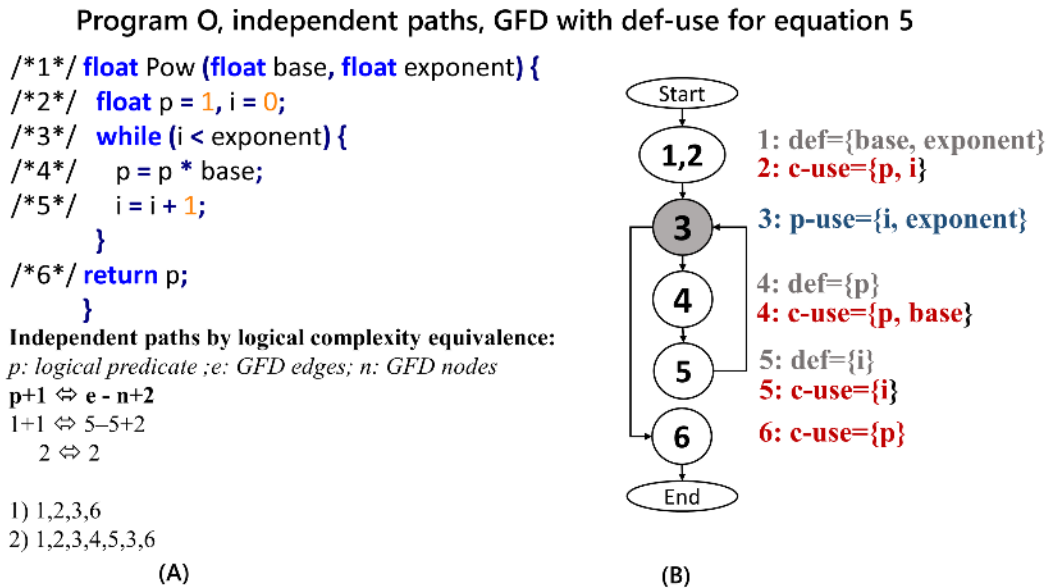 Program O, independent paths, GFD with def-use for equation 5
/*1*/ float Pow (float base, float exponent) {
/*2*/ float p = 1, i = 0;
/*3*/ while (i < exponent) {
/*4*/ p = p * base;
/*5*/ i = i + 1;
}
/*6*/ return p;
}
Independent paths by logical complexity equivalence:
p: logical predicate ;e: GFD edges; n: GFD nodes
p+1 ⇔ e - n+2
1+1 ⇔ 5–5+2
2 ⇔ 2
1) 1,2,3,6
2) 1,2,3,4,5,3,6
(A)
Start
1,2
3
4
5
6
End
1: def={base, exponent}
2: c-use={p, i}
3: p-use={i, exponent}
4: def={p}
4: c-use={p, base}
5: def={i}
5: c-use={i}
6: c-use={p}
(B)